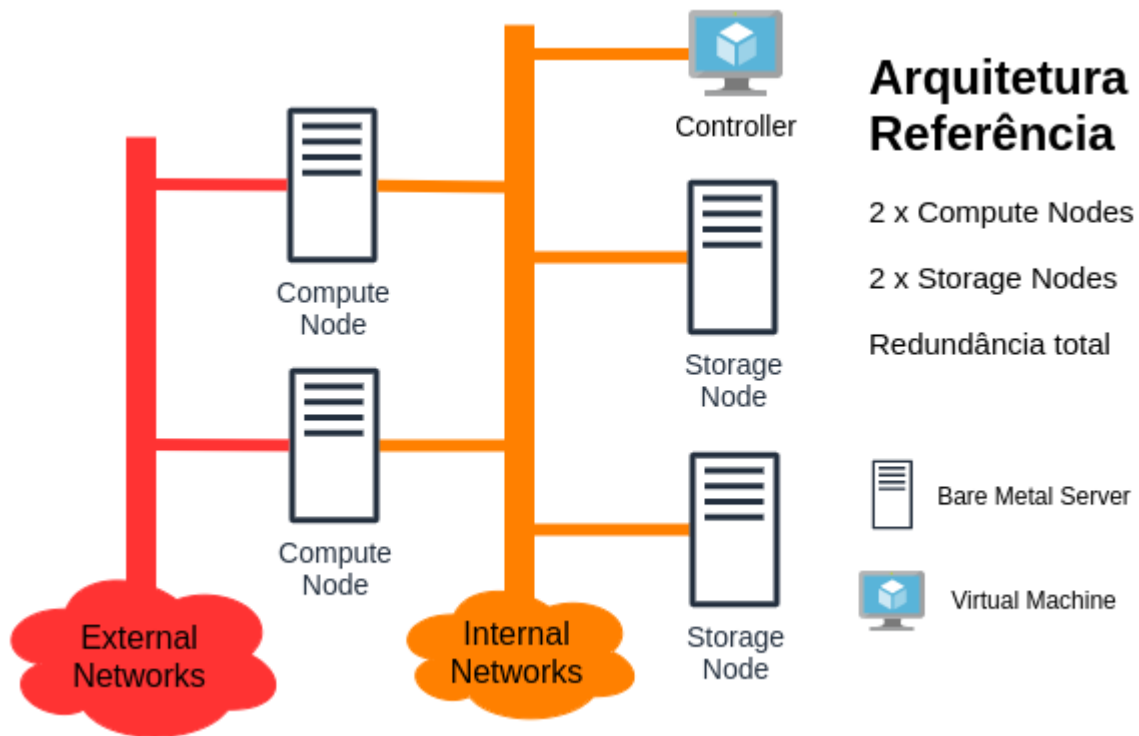 Controller
Arquitetura
Referência
2 x Compute Nodes
2 x Storage Nodes
Redundância total
Compute
Node
Storage
Node
Compute
Node
Storage
Node
External
Networks
Internal
Networks
Bare Metal Server
Virtual Machine